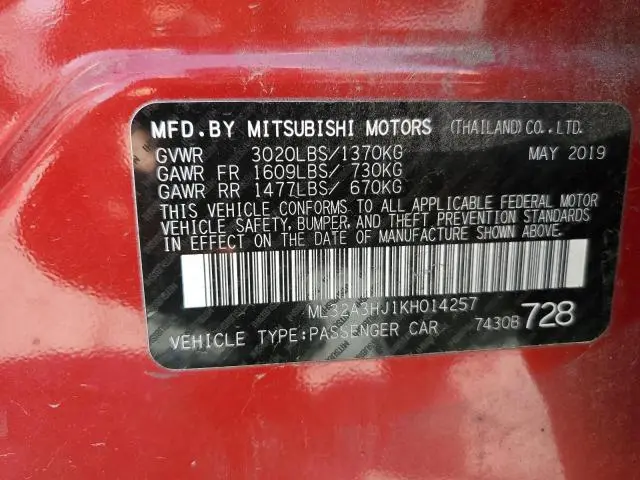 MFD. BY MITSUBISHI MOTORS (THAILAND) CO., LTD.
GVWR 3020LBS/1370KG MAY 2019
GAWR FR 1609LBS/ 730KG
GAWR RR 1477LBS/ 670KG
THIS VEHICLE CONFORMS TO ALL APPLICABLE FEDERAL MOTOR
VEHICLE SAFETY, BUMPER, AND THEFT PREVENTION STANDARDS
IN EFFECT ON THE DATE OF MANUFACTURE SHOWN ABOVE.
ML32A3HJ1KH014257
VEHICLE TYPE:PASSENGER CAR 7430B 728